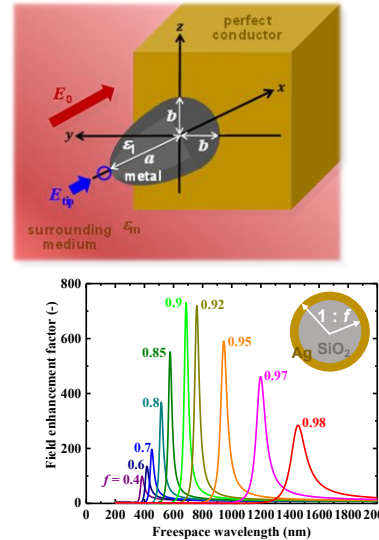 perfect
conductor
z
x
E0
b
y
εi
a
b
metal
Etip
surrounding
medium
εm
800
0.9
0.92
1 : f
Ag
SiO2
600
0.95
0.85
Field enhancement factor (-)
400
0.97
0.8
0.98
200
0.7
0.6
f = 0.4
0
0 200 400 600 800 1000 1200 1400 1600 1800 2000
Freespace wavelength (nm)